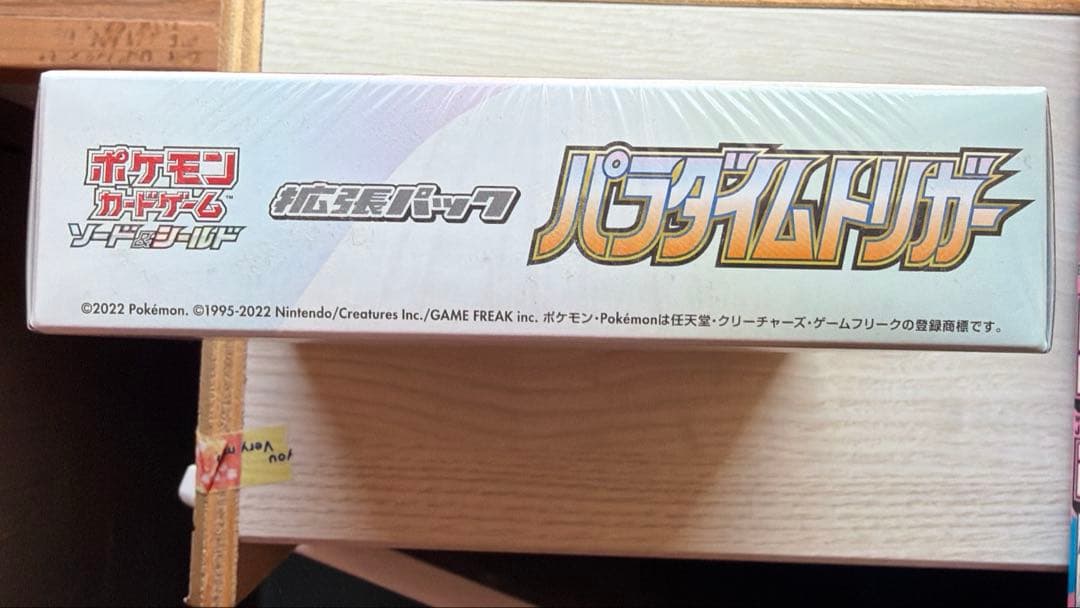 ポケモン
カードゲーム™
ソード&シールド
拡張パック
パラダイムトリガー
©2022 Pokémon. ©1995-2022 Nintendo/Creatures Inc./GAME FREAK inc. ポケモン・Pokémonは任天堂・クリーチャーズ・ゲームフリークの登録商標です。
you
Very m